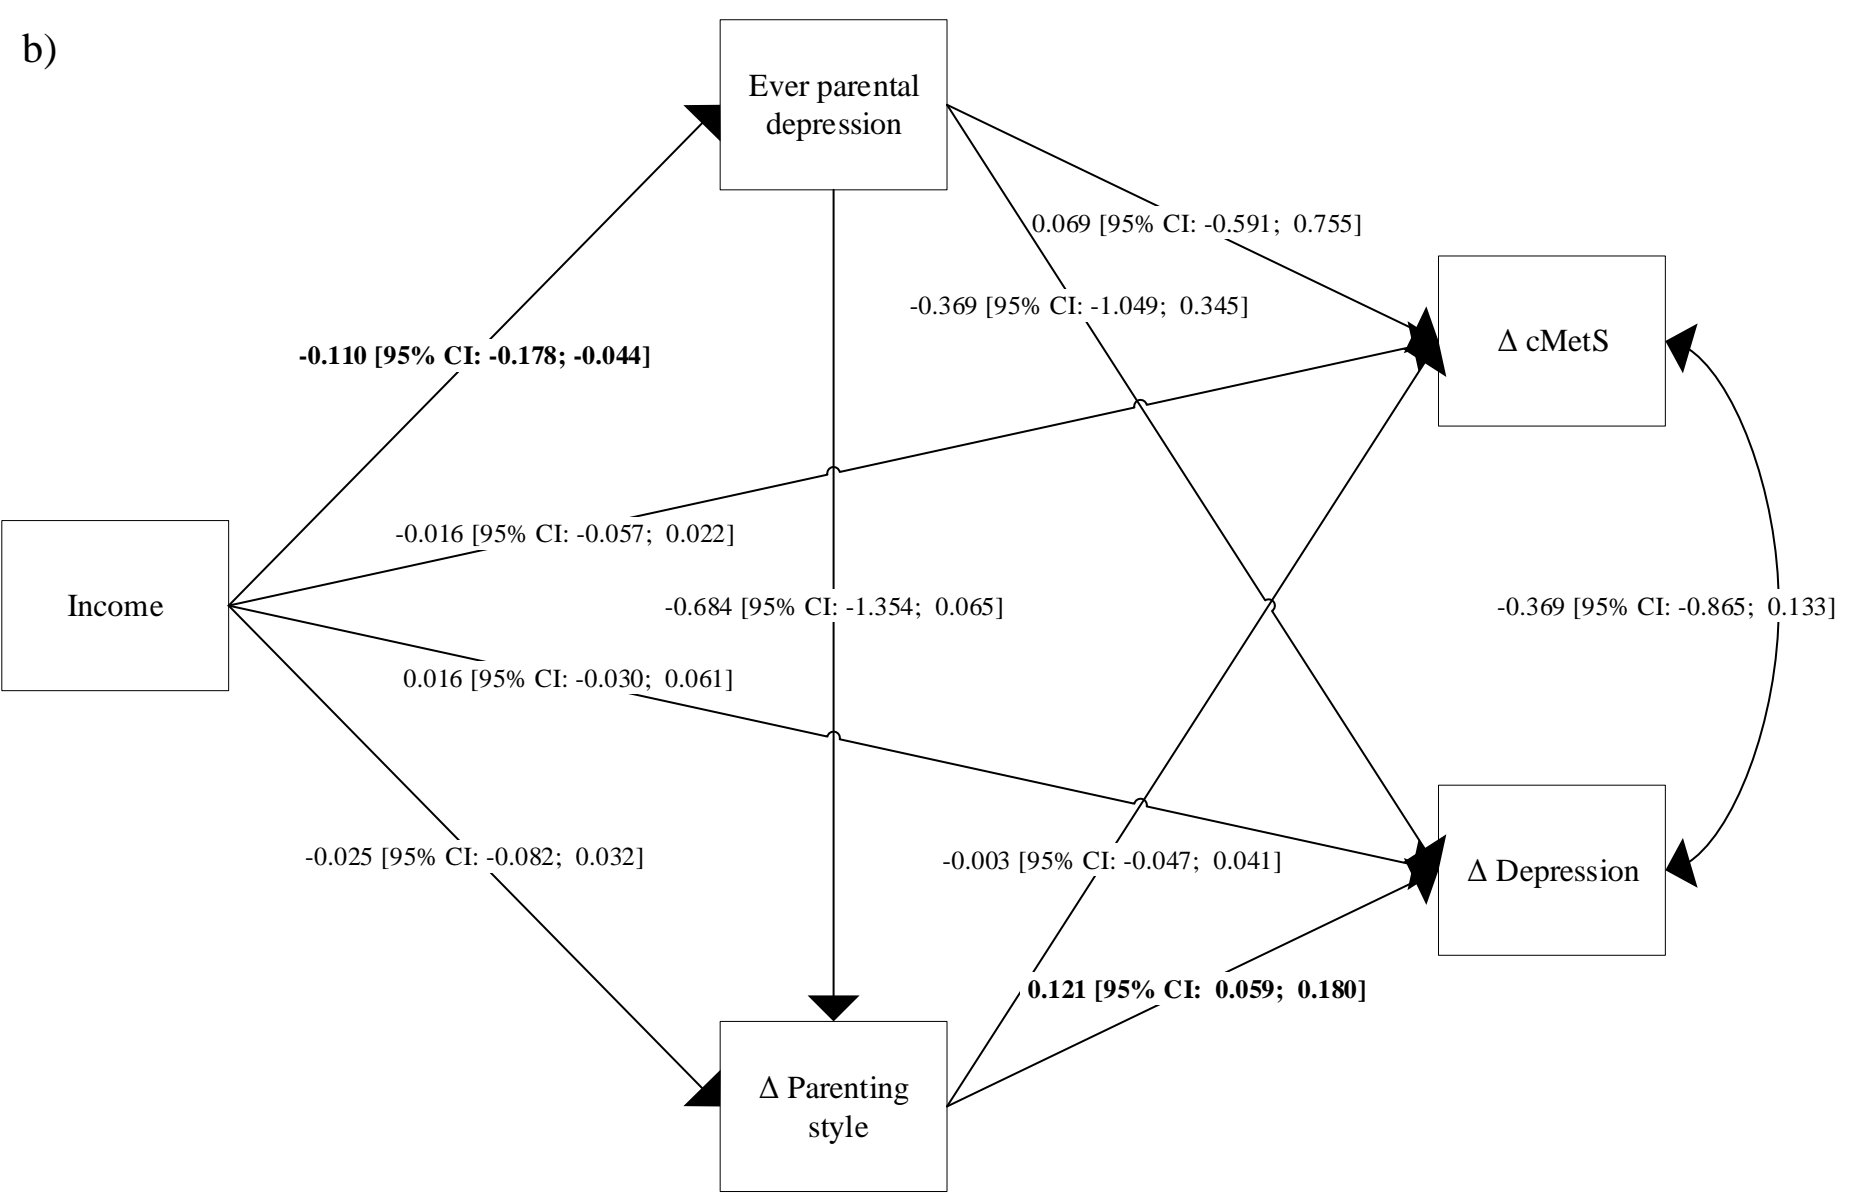 b)
Ever parental
depression
0.069 [95% CI: -0.591;  0.755]
-0.369 [95% CI: -1.049;  0.345]
Δ cMetS
-0.110 [95% CI: -0.178; -0.044]
-0.016 [95% CI: -0.057;  0.022]
Income
-0.684 [95% CI: -1.354;  0.065]
-0.369 [95% CI: -0.865;  0.133]
0.016 [95% CI: -0.030;  0.061]
-0.025 [95% CI: -0.082;  0.032]
-0.003 [95% CI: -0.047;  0.041]
Δ Depression
0.121 [95% CI:  0.059;  0.180]
Δ Parenting
style